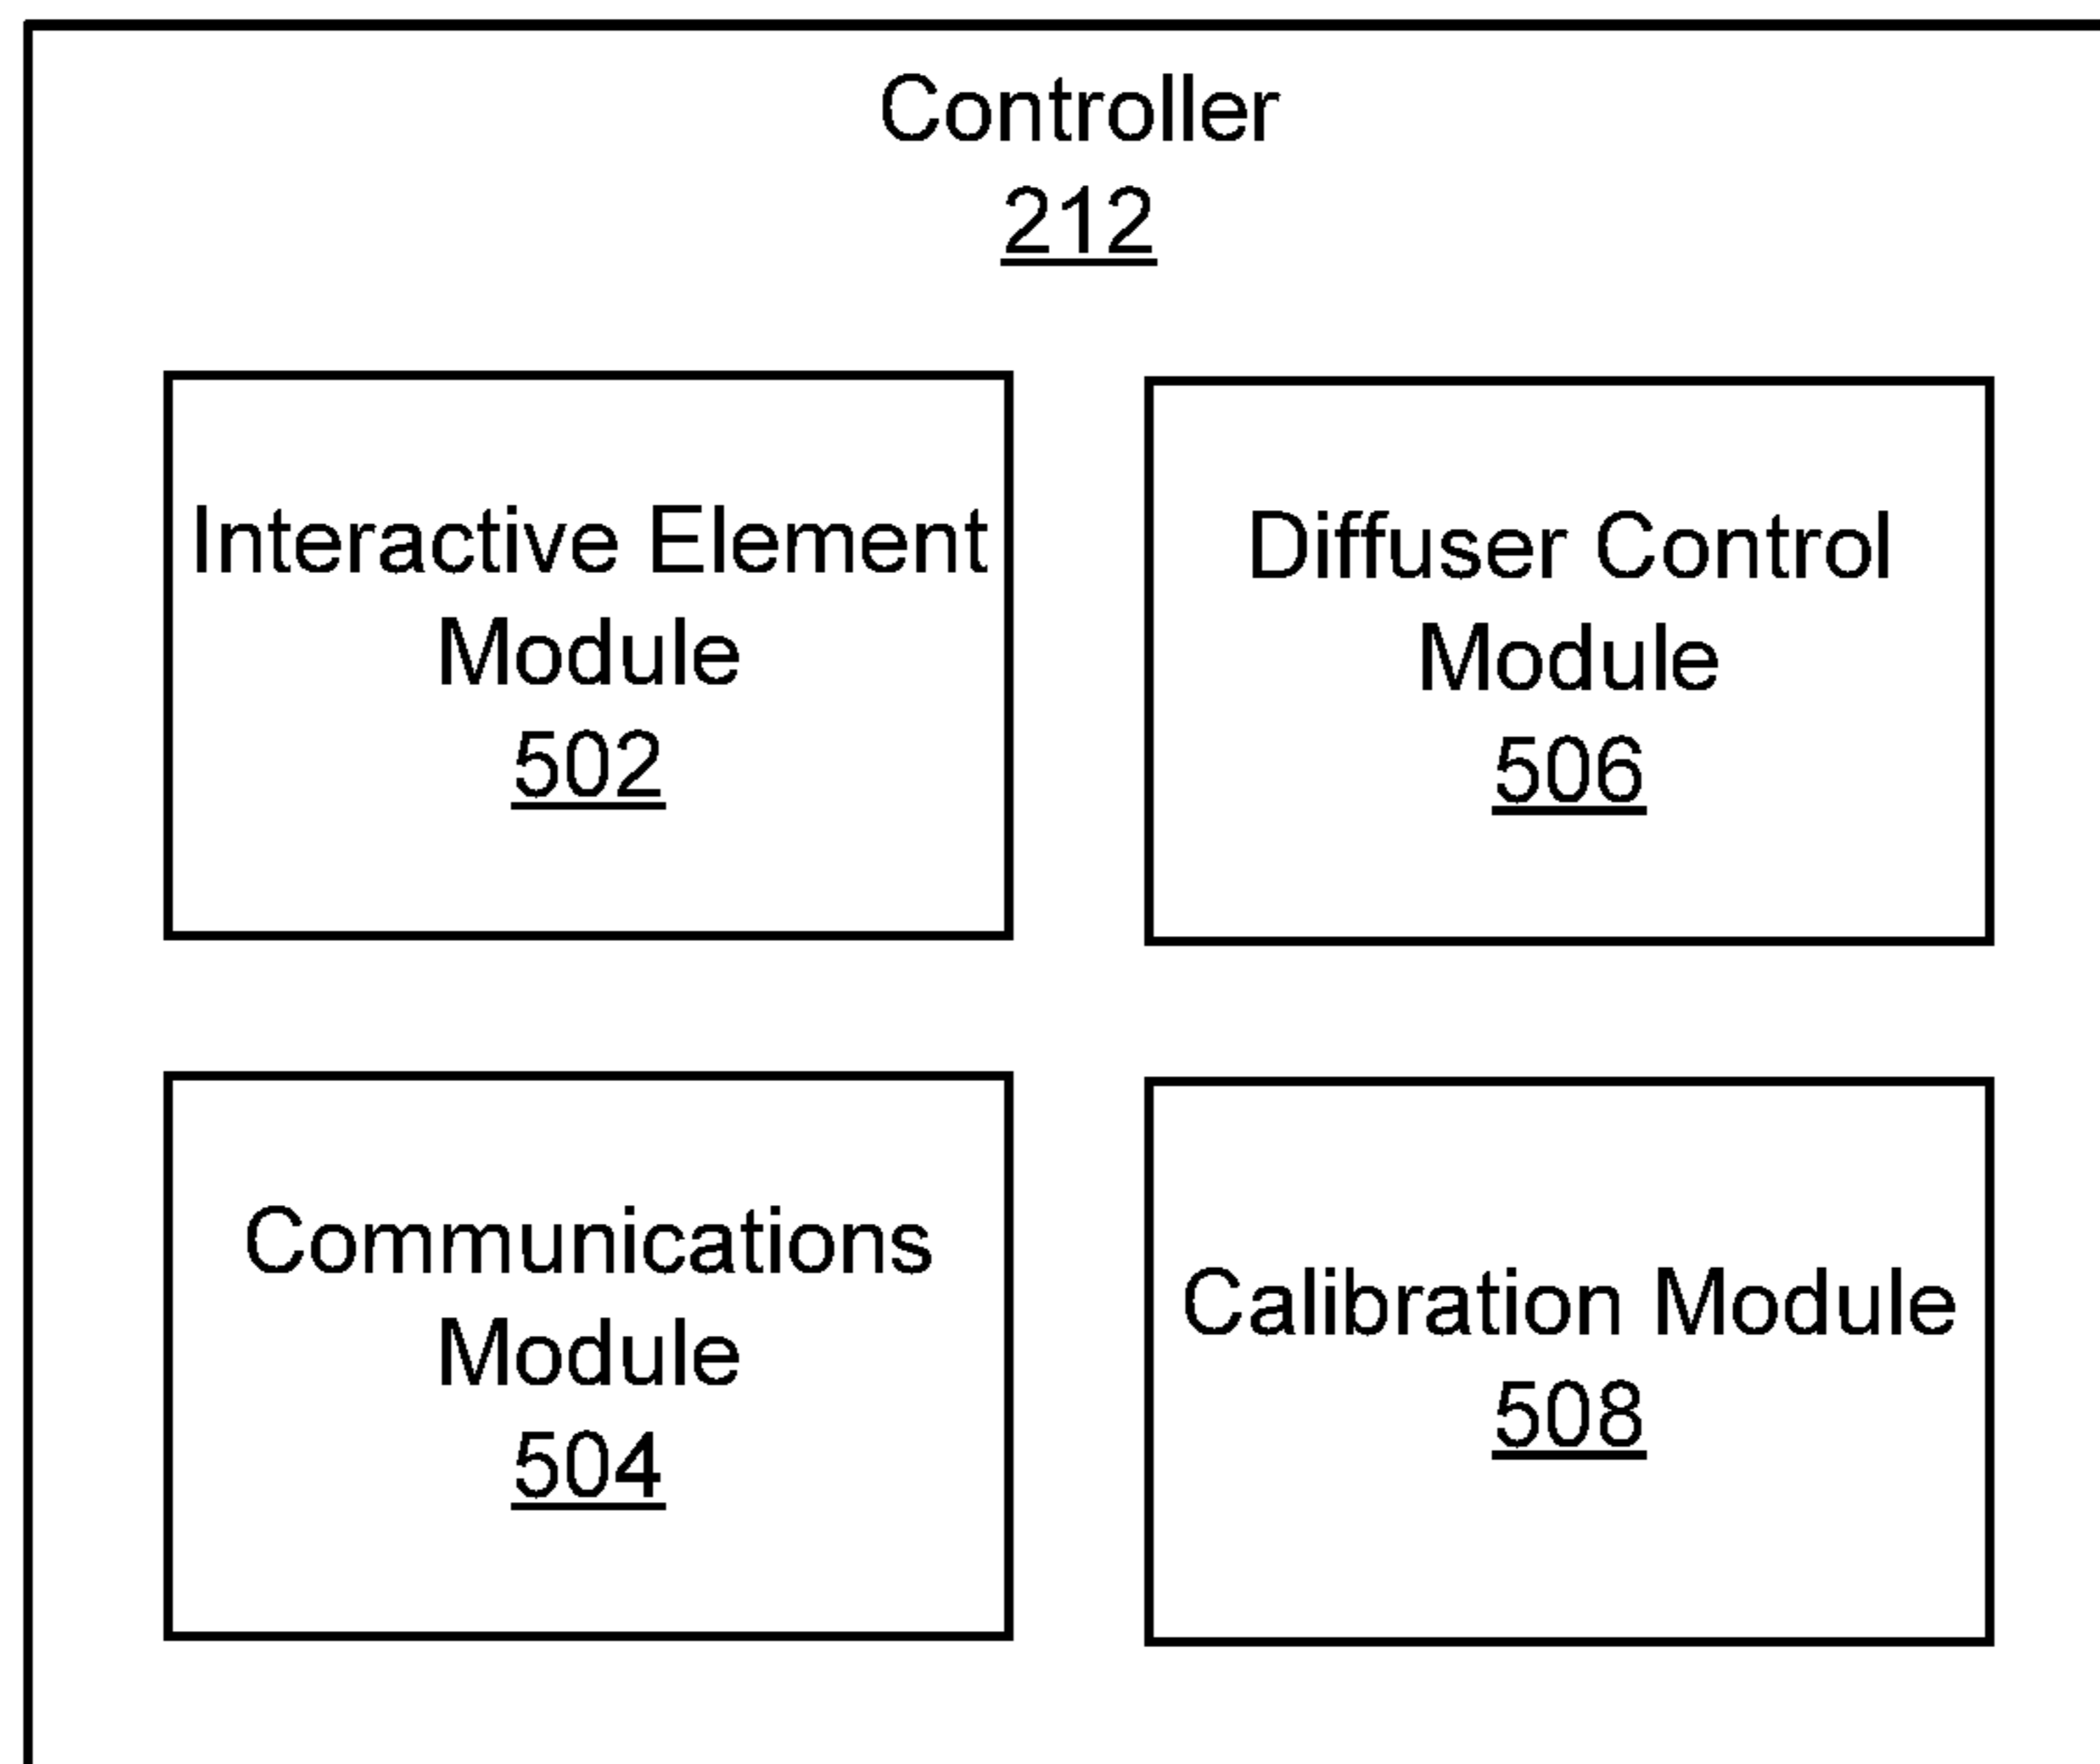 Controller
212
Interactive Element
Module
502
Diffuser Control
Module
506
Communications
Module
504
Calibration Module
508